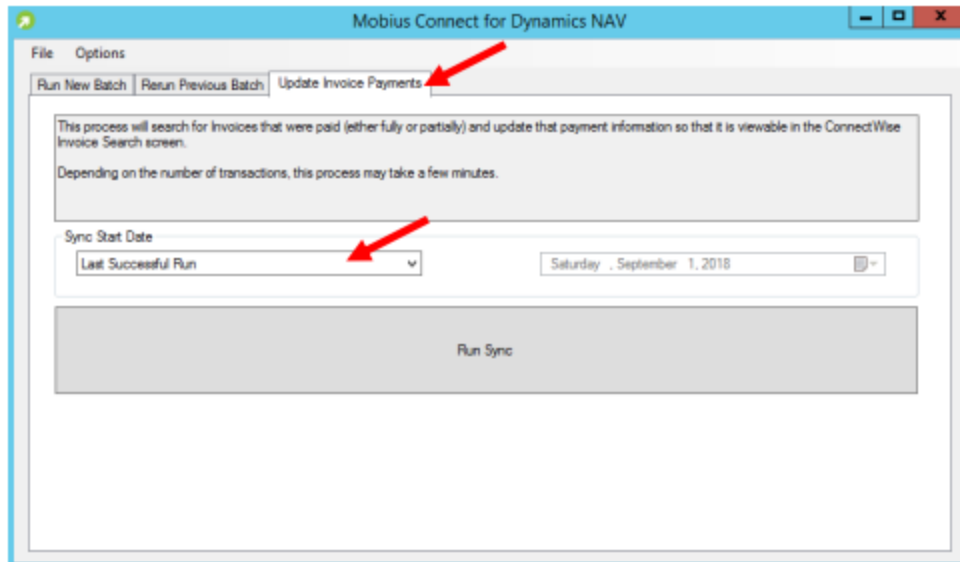 Mobius Connect for Dynamics NAV
File Options
Run New Batch Rerun Previous Batch Update Invoice Payments
This process will search for Invoices that were paid (either fully or partially) and update that payment information so that it is viewable in the ConnectWise
Invoice Search screen.
Depending on the number of transactions, this process may take a few minutes.
Sync Start Date
Last Successful Run Saturday , September 1, 2018
Run Sync